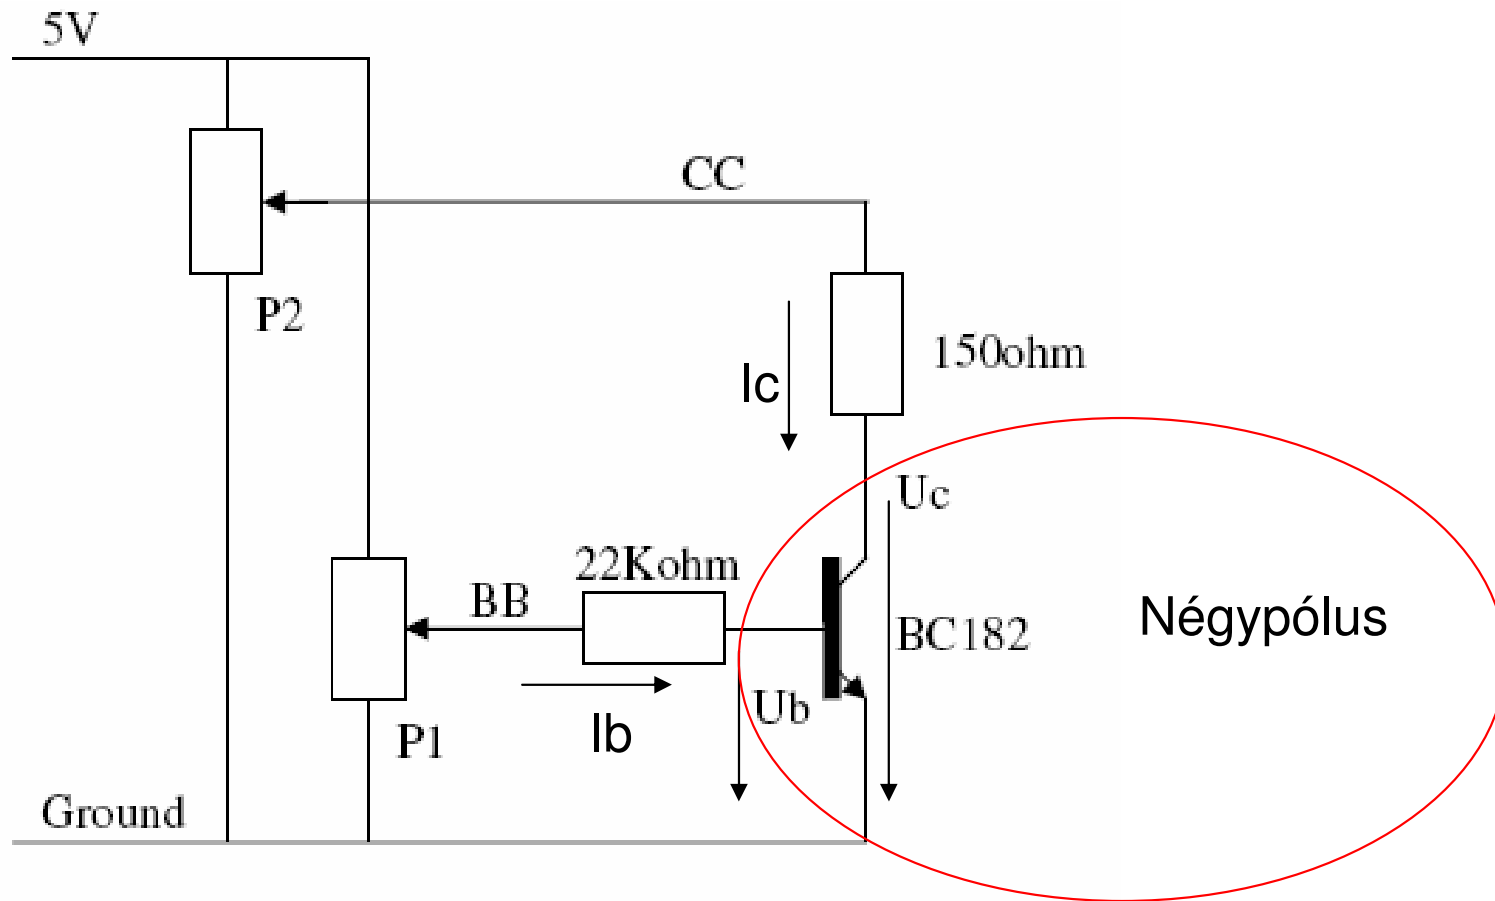 5V
CC
P2
150ohm
Ic
Uc
22Kohm
BB
BC182
Négypólus
Ub
Ib
P1
Ground